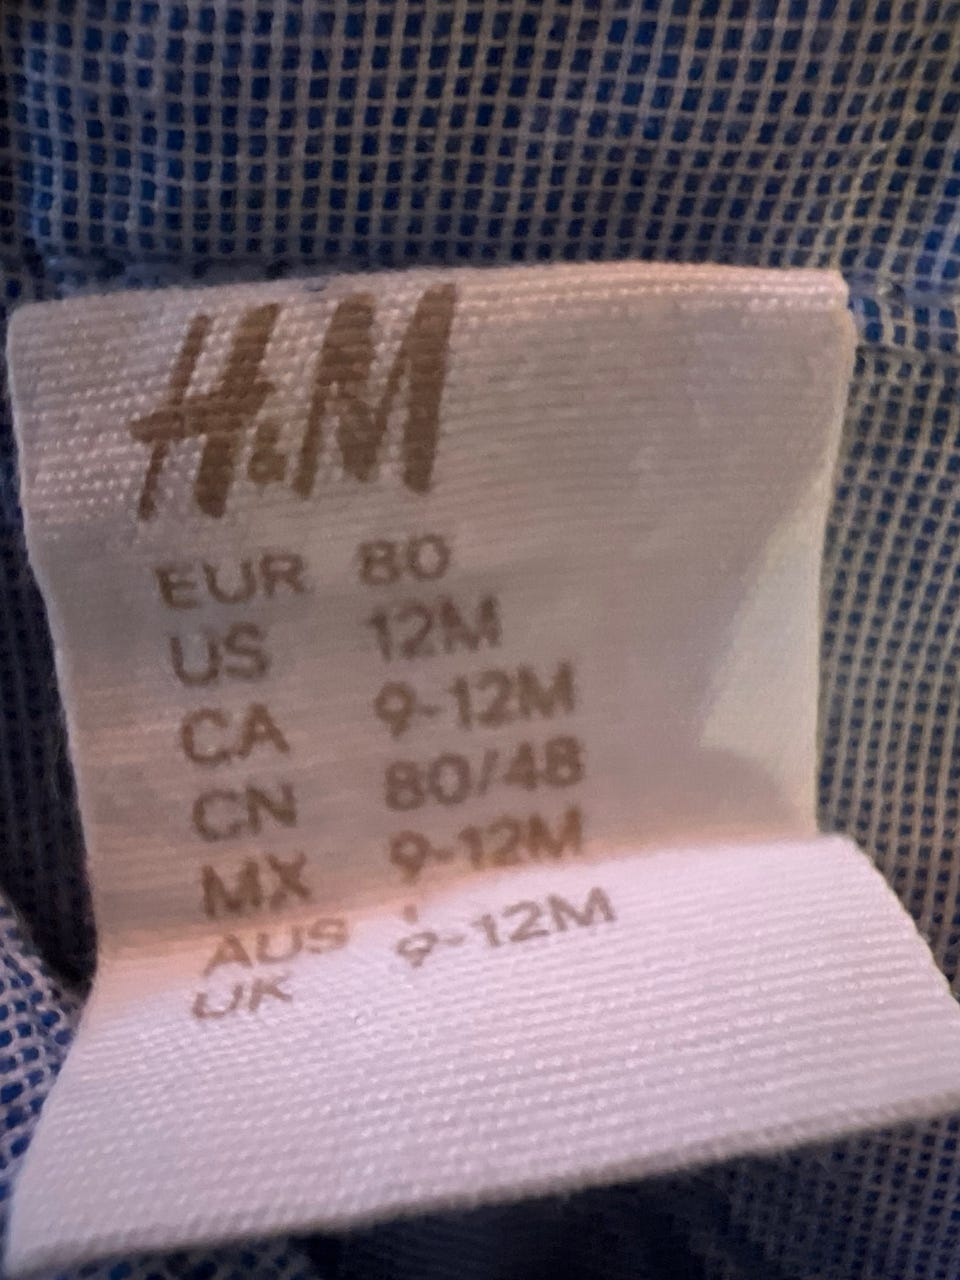 H&M
EUR 80
US 12M
CA 9-12M
CN 80/48
MX 9-12M
AUS 9-12M
UK